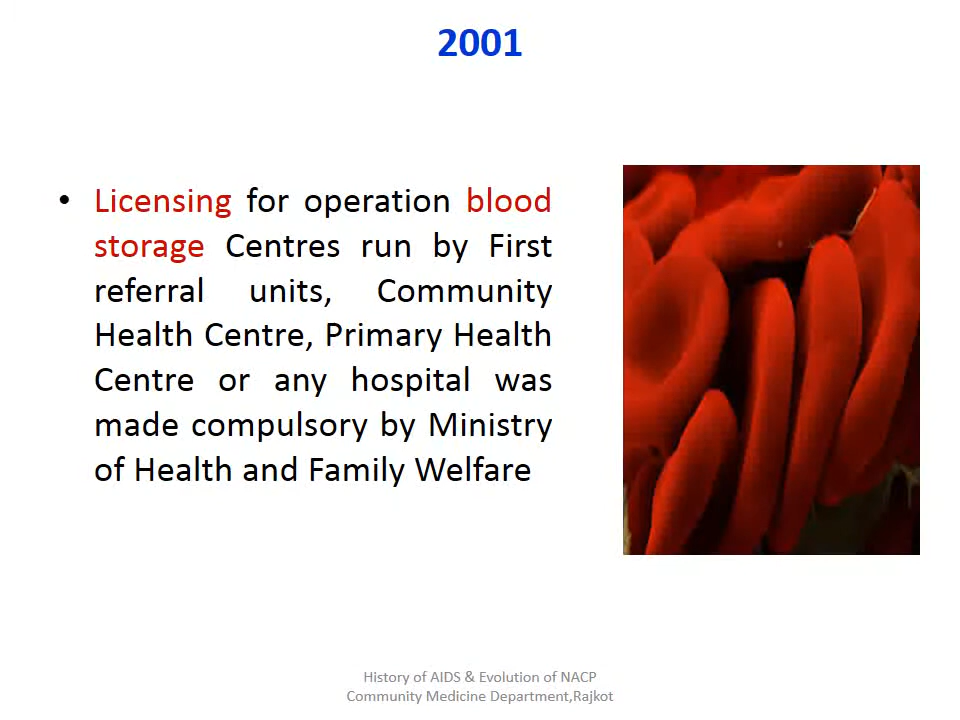 2001
• Licensing for operation blood
storage Centres run by First
referral units, Community
Health Centre, Primary Health
Centre or any hospital was
made compulsory by Ministry
of Health and Family Welfare
History of AIDS & Evolution of NACP
Community Medicine Department,Rajkot